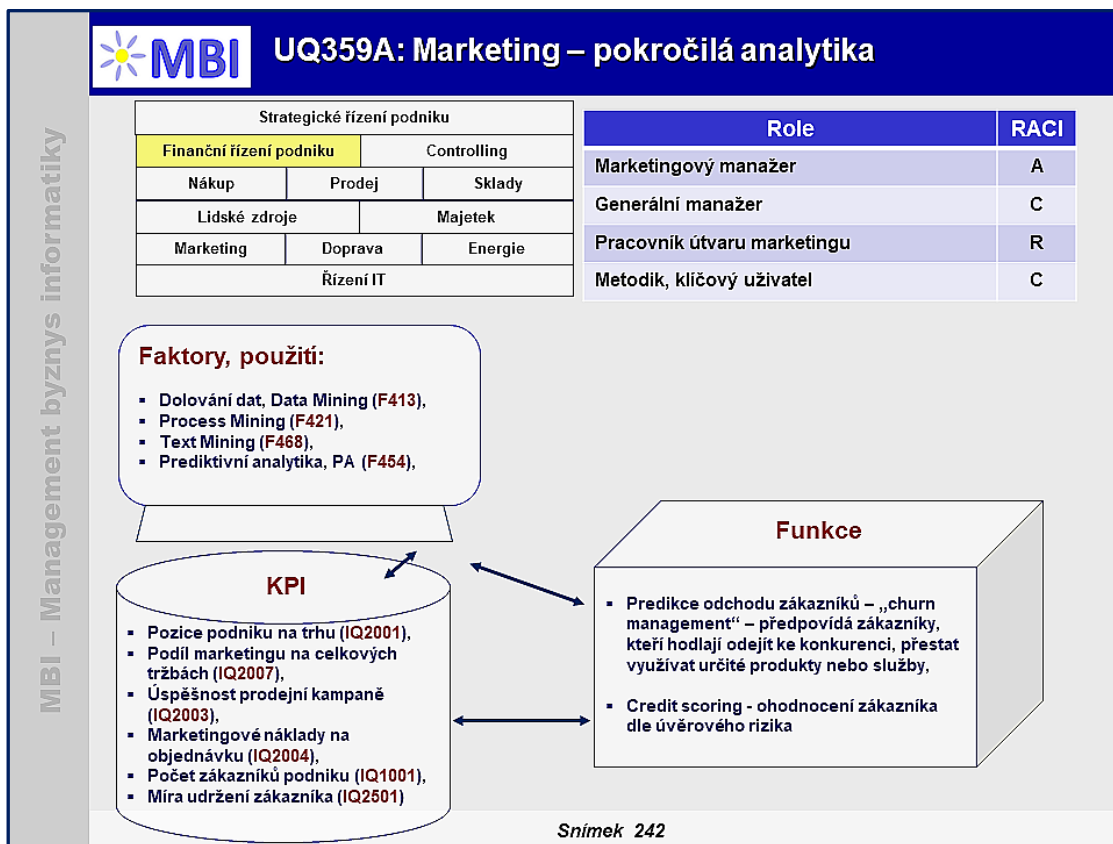 MBI – Management byznys informatiky
MBI
UQ359A: Marketing – pokročilá analytika
Strategické řízení podniku
Finanční řízení podniku
Controlling
Nákup
Prodej
Sklady
Lidské zdroje
Majetek
Marketing
Doprava
Energie
Řízení IT
Role
RACI
Marketingový manažer
A
Generální manažer
C
Pracovník útvaru marketingu
R
Metodik, klíčový uživatel
C
Faktory, použití:
▪ Dolování dat, Data Mining (F413),
▪ Process Mining (F421),
▪ Text Mining (F468),
▪ Prediktivní analytika, PA (F454),
KPI
▪ Pozice podniku na trhu (IQ2001),
▪ Podíl marketingu na celkových
tržbách (IQ2007),
▪ Úspěšnost prodejní kampaně
(IQ2003),
▪ Marketingové náklady na
objednávku (IQ2004),
▪ Počet zákazníků podniku (IQ1001),
▪ Míra udržení zákazníka (IQ2501)
Funkce
▪ Predikce odchodu zákazníků – „churn
management“ – předpovídá zákazníky,
kteří hodlají odejít ke konkurenci, přestat
využívat určité produkty nebo služby,
▪ Credit scoring - ohodnocení zákazníka
dle úvěrového rizika
Snímek 242